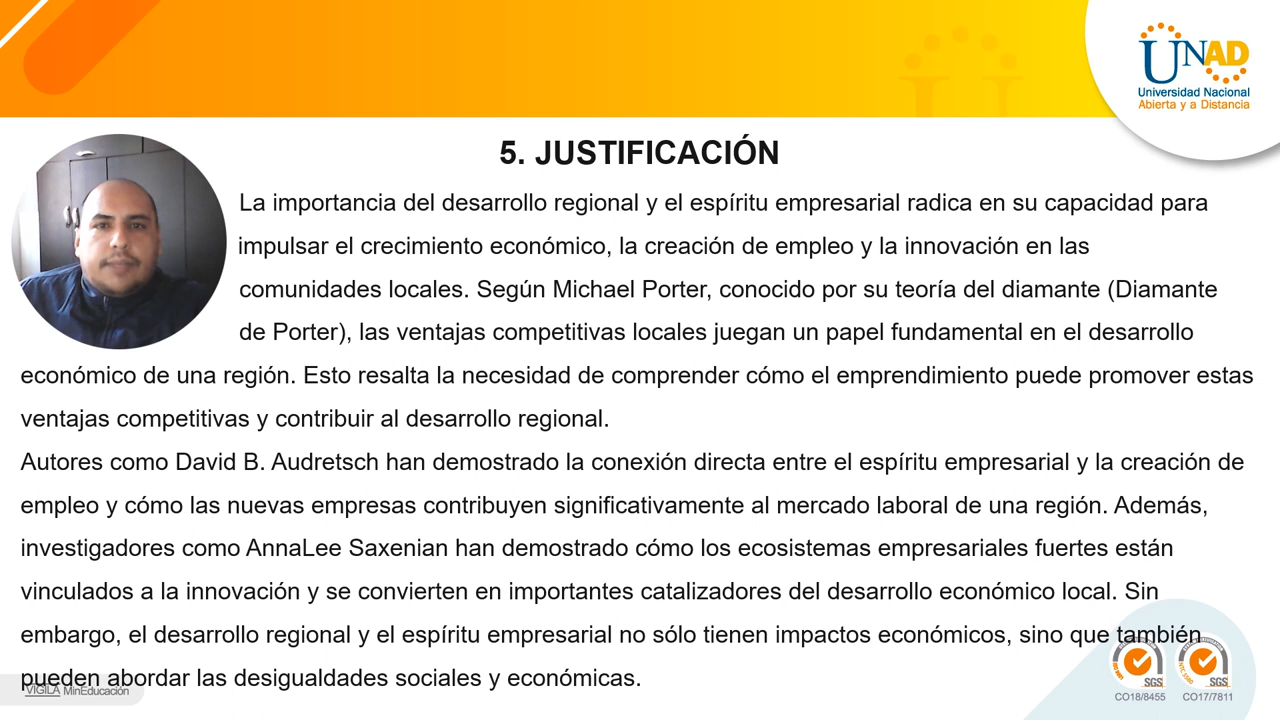 UNAD
Universidad Nacional
Abierta y a Distancia
5. JUSTIFICACIÓN
La importancia del desarrollo regional y el espíritu empresarial radica en su capacidad para
impulsar el crecimiento económico, la creación de empleo y la innovación en las
comunidades locales. Según Michael Porter, conocido por su teoría del diamante (Diamante
de Porter), las ventajas competitivas locales juegan un papel fundamental en el desarrollo
económico de una región. Esto resalta la necesidad de comprender cómo el emprendimiento puede promover estas
ventajas competitivas y contribuir al desarrollo regional.
Autores como David B. Audretsch han demostrado la conexión directa entre el espíritu empresarial y la creación de
empleo y cómo las nuevas empresas contribuyen significativamente al mercado laboral de una región. Además,
investigadores como AnnaLee Saxenian han demostrado cómo los ecosistemas empresariales fuertes están
vinculados a la innovación y se convierten en importantes catalizadores del desarrollo económico local. Sin
embargo, el desarrollo regional y el espíritu empresarial no sólo tienen impactos económicos, sino que también
pueden abordar las desigualdades sociales y económicas.
VIGILA MinEducación
SGS SGS
CO18/8455 CO17/7811